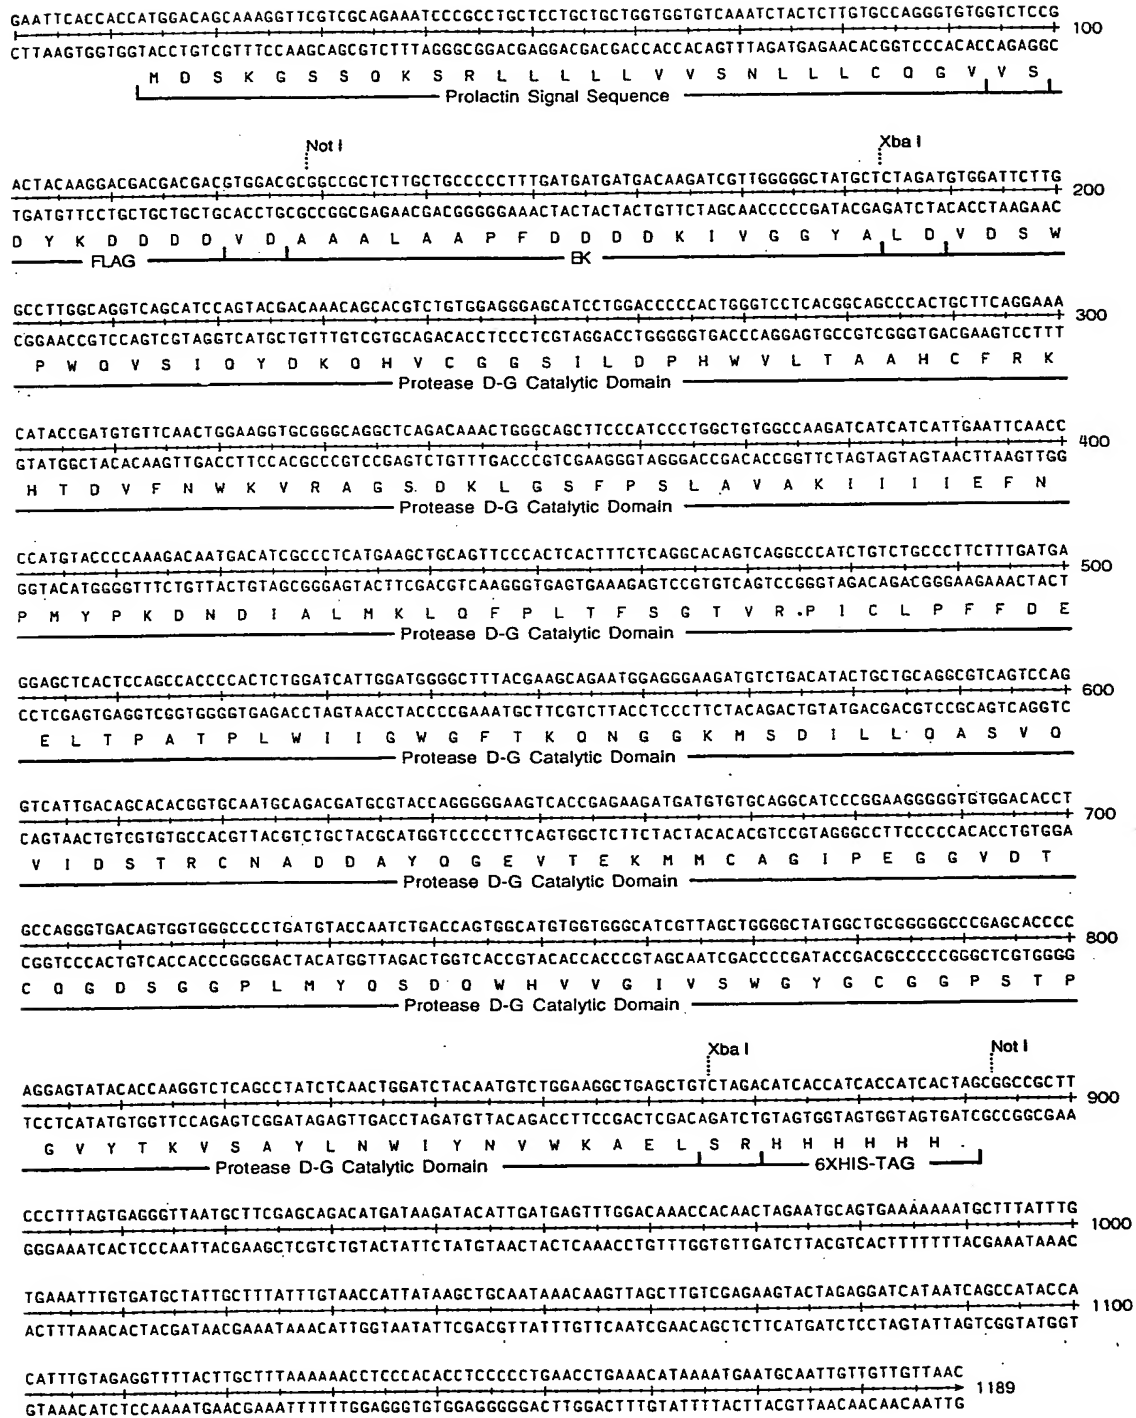 GAATTCACCACCATGGACAGCAAAGGTTCGTCGCAGAAATCCCGCCTGCTCCTGCTGCTGGTGGTGTCAAATCTACTCTTGTGCCAGGGTGTGGTCTCCG
100
CTTAAGTGGTGGTACCTGTCGTTTCCAAGCAGCGTCTTTAGGGCGGACGAGGACGACGACCACCACAGTTTAGATGAGAACACGGTCCCACACCAGAGGC
M D S K G S S Q K S R L L L L L V V S N L L L C Q G V V S
Prolactin Signal Sequence
Not I
Xba I
ACTACAAGGACGACGACGACGTGGACGCGGCCGCTCTTGCTGCCCCCTTTGATGATGATGACAAGATCGTTGGGGGCTATGCTCTAGATGTGGATTCTTG
200
TGATGTTCCTGCTGCTGCTGCACCTGCGCCGGCGAGAACGACGGGGGAAACTACTACTACTGTTCTAGCAACCCCCGATACGAGATCTACACCTAAGAAC
D Y K D D D D V D A A A L A A P F D D D D K I V G G Y A L D V D S W
FLAG
EK
GCCTTGGCAGGTCAGCATCCAGTACGACAAACAGCACGTCTGTGGAGGGAGCATCCTGGACCCCCACTGGGTCCTCACGGCAGCCCACTGCTTCAGGAAA
300
CGGAACCGTCCAGTCGTAGGTCATGCTGTTTGTCGTGCAGACACCTCCCTCGTAGGACCTGGGGGTGACCCAGGAGTGCCGTCGGGTGACGAAGTCCTTT
P W Q V S I Q Y D K Q H V C G G S I L D P H W V L T A A H C F R K
Protease D-G Catalytic Domain
CATACCGATGTGTTCAACTGGAAGGTGCGGGCAGGCTCAGACAAACTGGGCAGCTTCCCATCCCTGGCTGTGGCCAAGATCATCATCATTGAATTCAACC
400
GTATGGCTACACAAGTTGACCTTCCACGCCCGTCCGAGTCTGTTTGACCCGTCGAAGGGTAGGGACCGACACCGGTTCTAGTAGTAGTAACTTAAGTTGG
H T D V F N W K V R A G S D K L G S F P S L A V A K I I I I E F N
Protease D-G Catalytic Domain
CCATGTACCCCAAAGACAATGACATCGCCCTCATGAAGCTGCAGTTCCCACTCACTTTCTCAGGCACAGTCAGGCCCATCTGTCTGCCCTTCTTTGATGA
500
GGTACATGGGGTTTCTGTTACTGTAGCGGGAGTACTTCGACGTCAAGGGTGAGTGAAAGAGTCCGTGTCAGTCCGGGTAGACAGACGGGAAGAAACTACT
P M Y P K D N D I A L M K L Q F P L T F S G T V R P I C L P F F D E
Protease D-G Catalytic Domain
GGAGCTCACTCCAGCCACCCCACTCTGGATCATTGGATGGGGCTTTACGAAGCAGAATGGAGGGAAGATGTCTGACATACTGCTGCAGGCGTCAGTCCAG
600
CCTCGAGTGAGGTCGGTGGGGTGAGACCTAGTAACCTACCCCGAAATGCTTCGTCTTACCTCCCTTCTACAGACTGTATGACGACGTCCGCAGTCAGGTC
E L T P A T P L W I I G W G F T K Q N G G K M S D I L L Q A S V Q
Protease D-G Catalytic Domain
GTCATTGACAGCACACGGTGCAATGCAGACGATGCGTACCAGGGGGAAGTCACCGAGAAGATGATGTGTGCAGGCATCCCGGAAGGGGGTGTGGACACCT
700
CAGTAACTGTCGTGTGCCACGTTACGTCTGCTACGCATGGTCCCCCTTCAGTGGCTCTTCTACTACACACGTCCGTAGGGCCTTCCCCCACACCTGTGGA
V I D S T R C N A D D A Y Q G E V T E K M M C A G I P E G G V D T
Protease D-G Catalytic Domain
GCCAGGGTGACAGTGGTGGGCCCCTGATGTACCAATCTGACCAGTGGCATGTGGTGGGCATCGTTAGCTGGGGCTATGGCTGCGGGGGCCCGAGCACCCC
800
CGGTCCCACTGTCACCACCCGGGGACTACATGGTTAGACTGGTCACCGTACACCACCCGTAGCAATCGACCCCGATACCGACGCCCCCGGGCTCGTGGGG
C Q G D S G G P L M Y Q S D Q W H V V G I V S W G Y G C G G P S T P
Protease D-G Catalytic Domain
Xba I
Not I
AGGAGTATACACCAAGGTCTCAGCCTATCTCAACTGGATCTACAATGTCTGGAAGGCTGAGCTGTCTAGACATCACCATCACCATCACTAGCGGCCGCTT
900
TCCTCATATGTGGTTCCAGAGTCGGATAGAGTTGACCTAGATGTTACAGACCTTCCGACTCGACAGATCTGTAGTGGTAGTGGTAGTGATCGCCGGCGAA
G V Y T K V S A Y L N W I Y N V W K A E L S R H H H H H H .
Protease D-G Catalytic Domain
6XHIS-TAG
CCCTTTAGTGAGGGTTAATGCTTCGAGCAGACATGATAAGATACATTGATGAGTTTGGACAAACCACAACTAGAATGCAGTGAAAAAAATGCTTTATTTG
1000
GGGAAATCACTCCCAATTACGAAGCTCGTCTGTACTATTCTATGTAACTACTCAAACCTGTTTGGTGTTGATCTTACGTCACTTTTTTTACGAAATAAAC
TGAAATTTGTGATGCTATTGCTTTATTTGTAACCATTATAAGCTGCAATAAACAAGTTAGCTTGTCGAGAAGTACTAGAGGATCATAATCAGCCATACCA
1100
ACTTTAAACACTACGATAACGAAATAAACATTGGTAATATTCGACGTTATTTGTTCAATCGAACAGCTCTTCATGATCTCCTAGTATTAGTCGGTATGGT
CATTTGTAGAGGTTTTACTTGCTTTAAAAAACCTCCCACACCTCCCCCTGAACCTGAAACATAAAATGAATGCAATTGTTGTTGTTAAC
1189
GTAAACATCTCCAAAATGAACGAAATTTTTTGGAGGGTGTGGAGGGGGACTTGGACTTTGTATTTTACTTACGTTAACAACAACAATTG